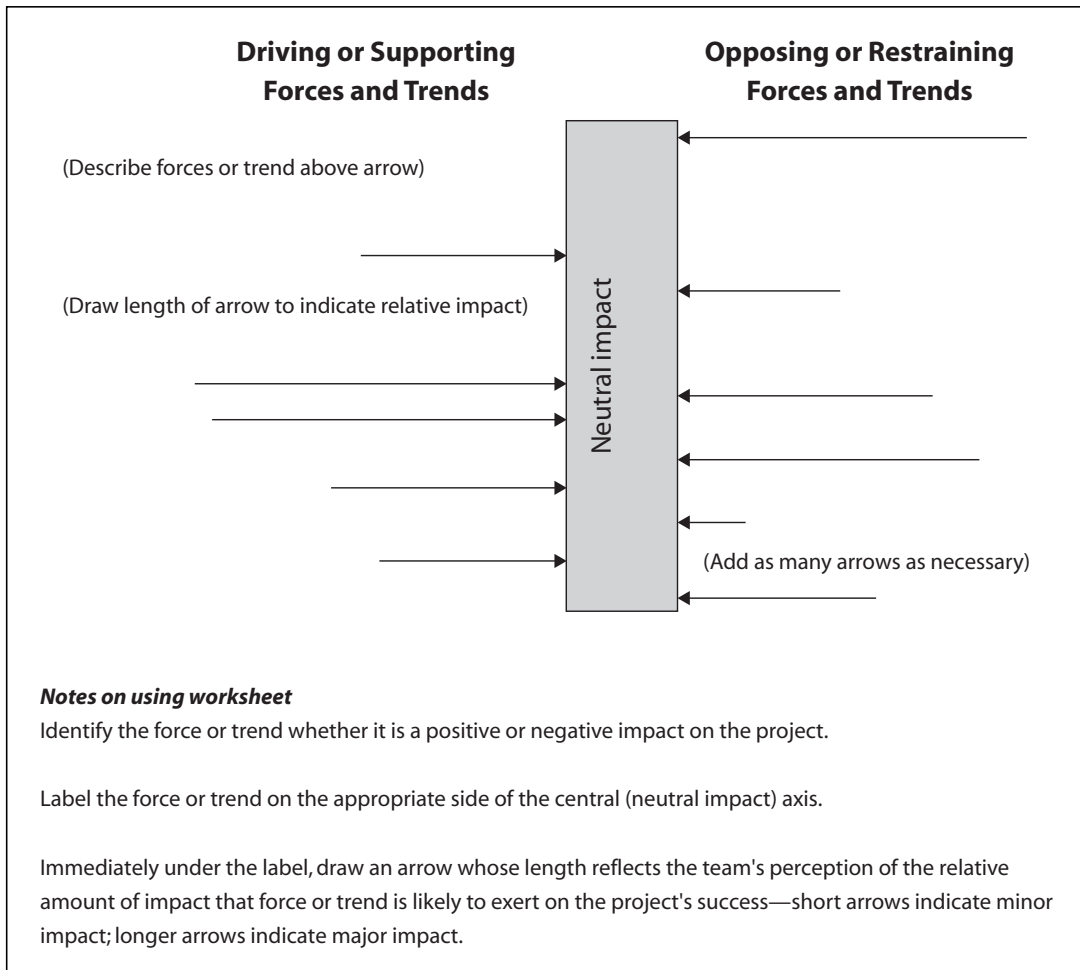 Driving or Supporting
Forces and Trends
Opposing or Restraining
Forces and Trends
(Describe forces or trend above arrow)
(Draw length of arrow to indicate relative impact)
Neutral impact
(Add as many arrows as necessary)
Notes on using worksheet
Identify the force or trend whether it is a positive or negative impact on the project.
Label the force or trend on the appropriate side of the central (neutral impact) axis.
Immediately under the label, draw an arrow whose length reflects the team's perception of the relative
amount of impact that force or trend is likely to exert on the project's success—short arrows indicate minor
impact; longer arrows indicate major impact.